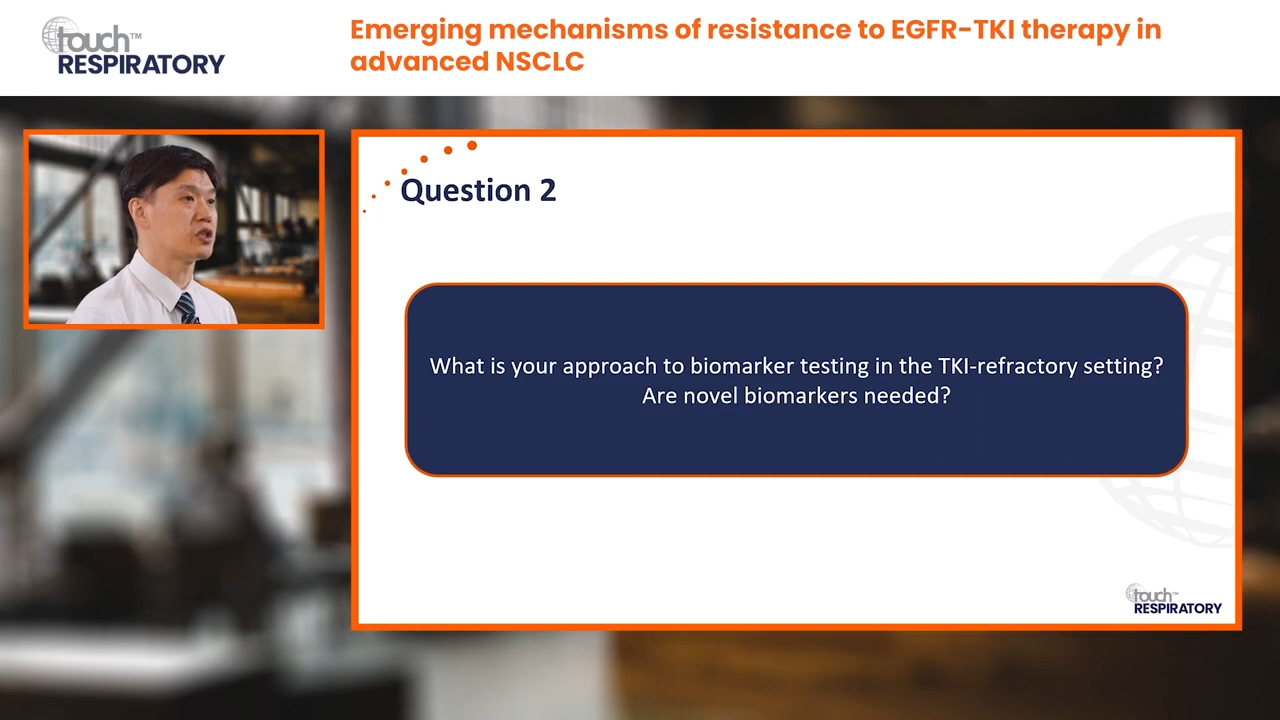 touch™
RESPIRATORY
Emerging mechanisms of resistance to EGFR-TKI therapy in
advanced NSCLC
Question 2
What is your approach to biomarker testing in the TKI-refractory setting?
Are novel biomarkers needed?
touch™
RESPIRATORY